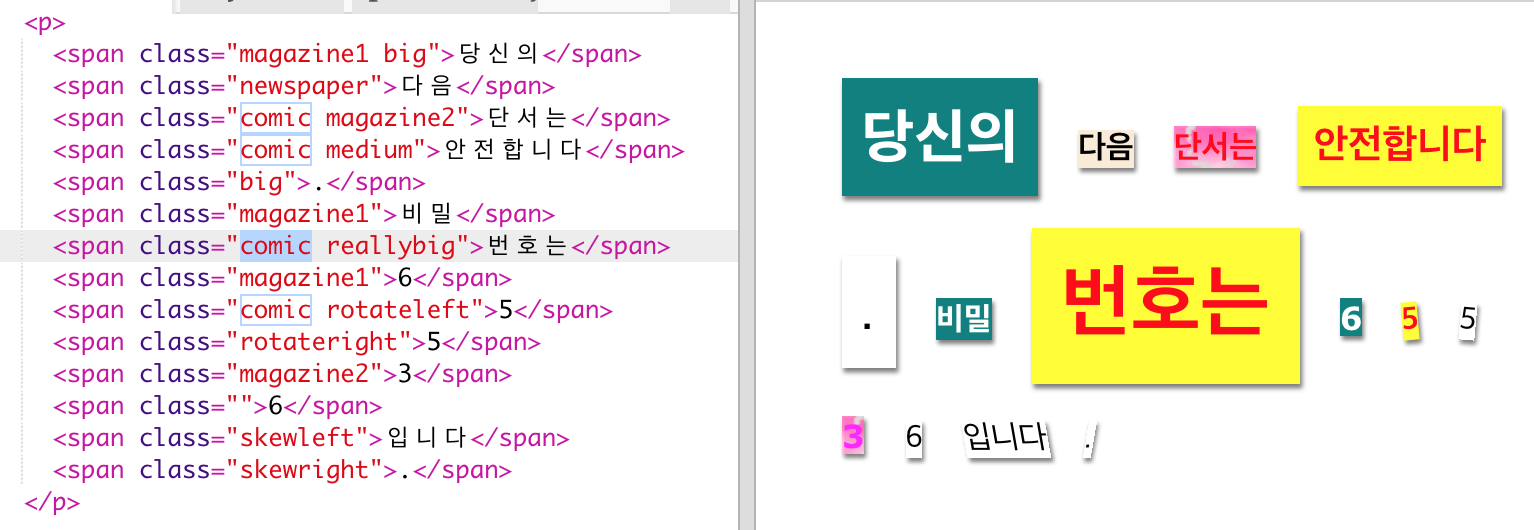 <p>
<span class="magazine1 big">당신의</span>
<span class="newspaper">다음</span>
<span class="comic magazine2">단서는</span>
<span class="comic medium">안전합니다</span>
<span class="big">.</span>
<span class="magazine1">비밀</span>
<span class="comic reallybig">번호는</span>
<span class="magazine1">6</span>
<span class="comic rotateleft">5</span>
<span class="rotateright">5</span>
<span class="magazine2">3</span>
<span class="">6</span>
<span class="skewleft">입니다</span>
<span class="skewright">.</span>
</p>
당신의 다음 단서는 안전합니다
. 비밀 번호는 6 5 5
3 6 입니다 .